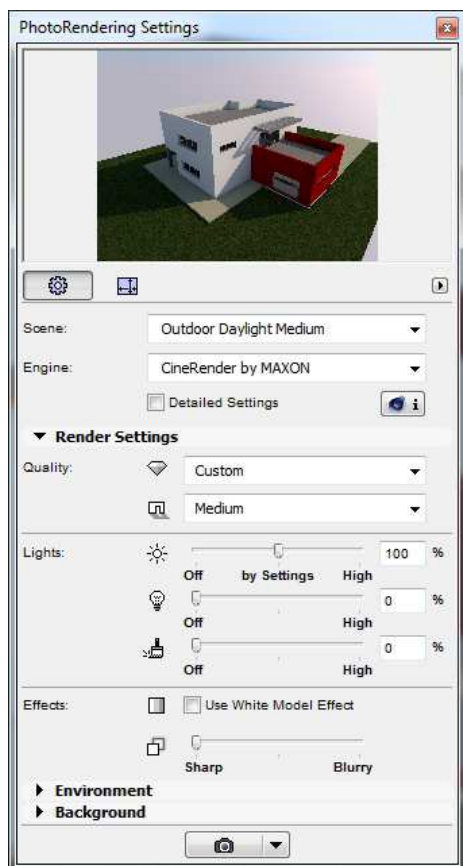 PhotoRendering Settings
Scene: Outdoor Daylight Medium
Engine: CineRender by MAXON
Detailed Settings i
Render Settings
Quality: Custom
Medium
Lights: 100 %
Off by Settings High
0 %
Off High
0 %
Off High
Effects: Use White Model Effect
Sharp Blurry
Environment
Background